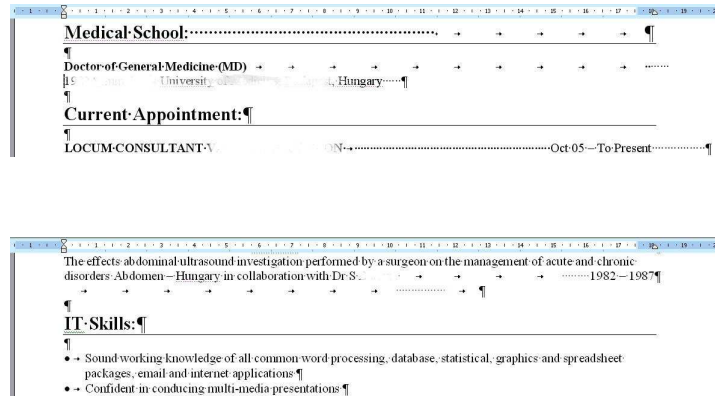 Medical School:
Doctor of General Medicine (MD)
University Hungary
Current Appointment:
LOCUM CONSULTANT Oct 05 – To Present
The effects abdominal ultrasound investigation performed by a surgeon on the management of acute and chronic
disorders Abdomen – Hungary in collaboration with Dr S 1982 – 1987
IT Skills:
• Sound working knowledge of all common word processing, database, statistical, graphics and spreadsheet
packages, email and internet applications
• Confident in conducing multi-media presentations